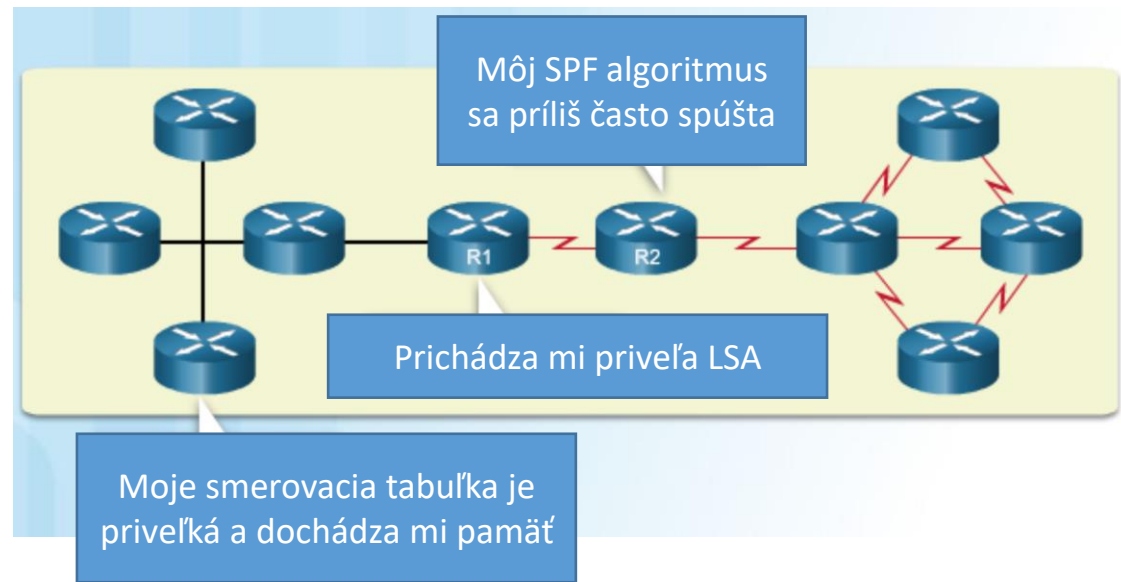 Môj SPF algoritmus
sa príliš často spúšta
R1
R2
Prichádza mi priveľa LSA
Moje smerovacia tabuľka je
priveľká a dochádza mi pamäť